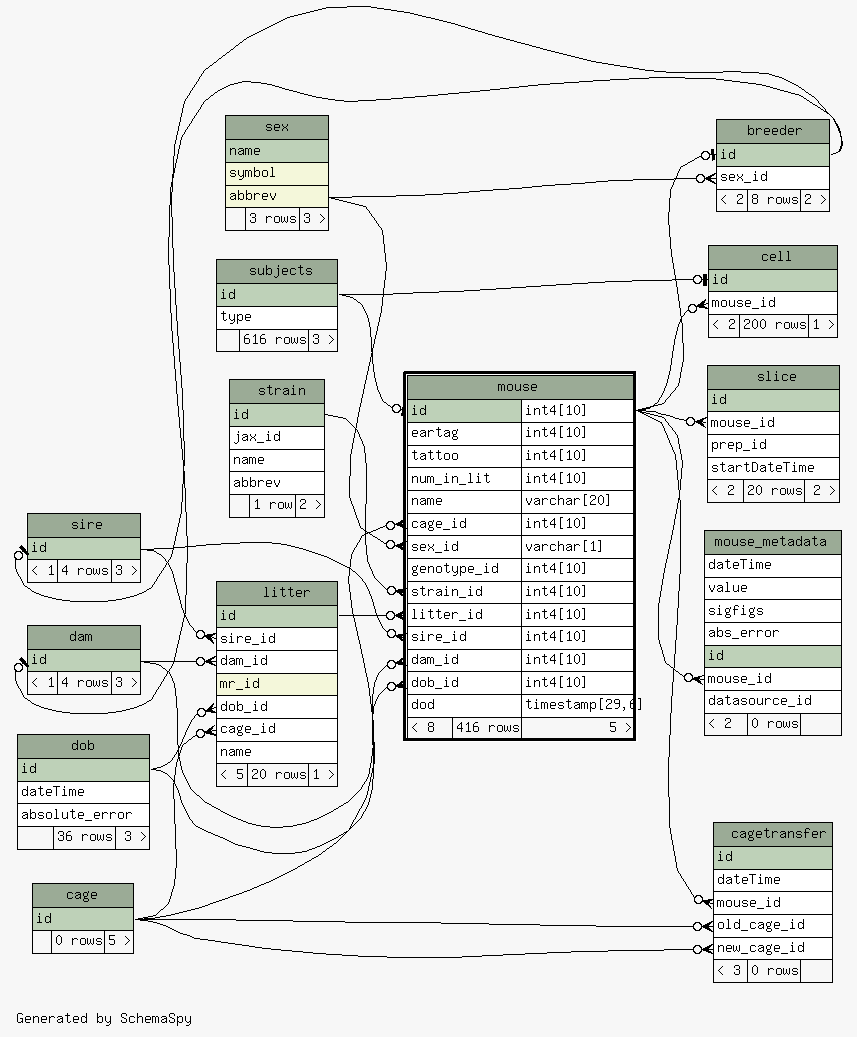 breeder
id
sex_id
< 2 8 rows 2 >
sex
name
symbol
abbrev
3 rows 3 >
cell
id
mouse_id
< 2 200 rows 1 >
subjects
id
type
616 rows 3 >
slice
id
mouse_id
prep_id
startDateTime
< 2 20 rows 2 >
strain
id
jax_id
name
abbrev
1 row 2 >
mouse
id int4[10]
eartag int4[10]
tattoo int4[10]
num_in_lit int4[10]
name varchar[20]
cage_id int4[10]
sex_id varchar[1]
genotype_id int4[10]
strain_id int4[10]
litter_id int4[10]
sire_id int4[10]
dam_id int4[10]
dob_id int4[10]
dod timestamp[29,6]
< 8 416 rows 5 >
sire
id
< 1 4 rows 3 >
mouse_metadata
dateTime
value
sigfigs
abs_error
id
mouse_id
datasource_id
< 2 0 rows
litter
id
sire_id
dam_id
mr_id
dob_id
cage_id
name
< 5 20 rows 1 >
dam
id
< 1 4 rows 3 >
dob
id
dateTime
absolute_error
36 rows 3 >
cage
id
0 rows 5 >
cagetransfer
id
dateTime
mouse_id
old_cage_id
new_cage_id
< 3 0 rows
Generated by SchemaSpy